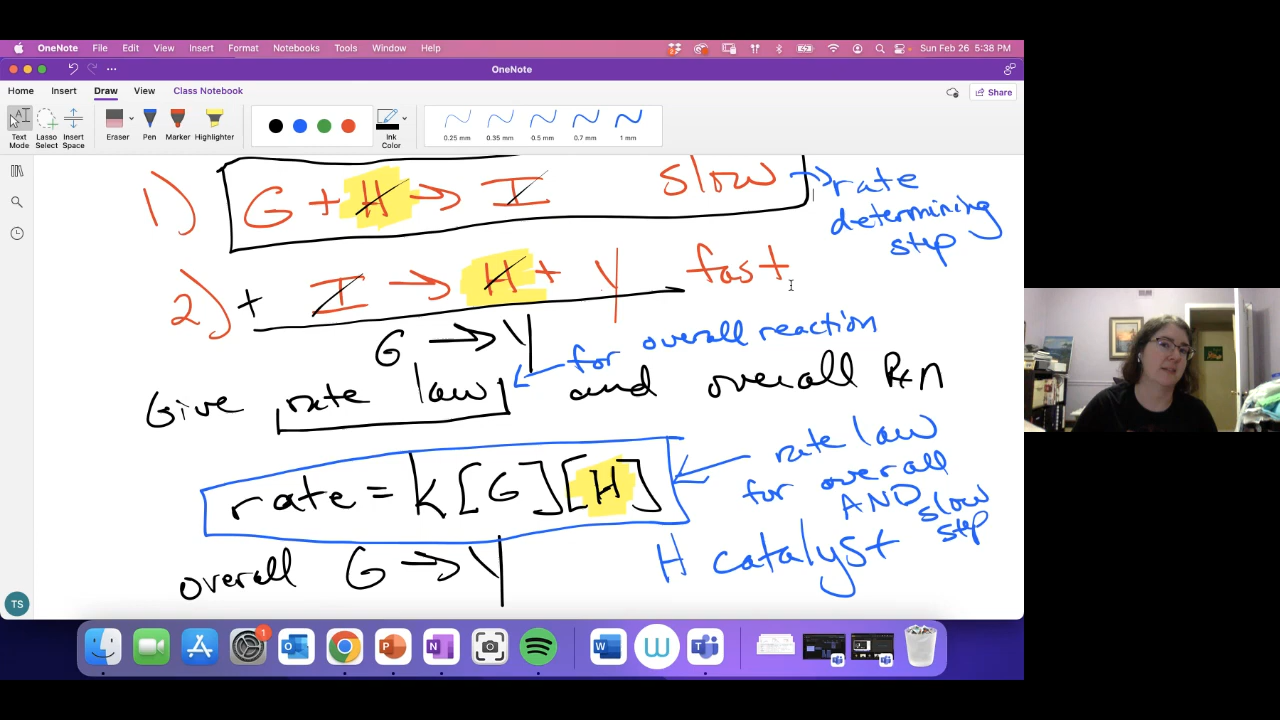 OneNote File Edit View Insert Format Notebooks Tools Window Help Sun Feb 26 5:38 PM
OneNote
Home Insert Draw View Class Notebook Share
Text Mode
Lasso Select
Insert Space
Eraser
Pen
Marker
Highlighter
Ink Color
0.25 mm 0.35 mm 0.5 mm 0.7 mm 1 mm
1) G + H → I slow → rate
determining
step
2) + I → H + Y fast
G → Y
for overall reaction
Give rate law and overall Rxn
rate = k[G][H]
rate law
for overall
AND slow
step
H catalyst
overall G → Y
TS
1